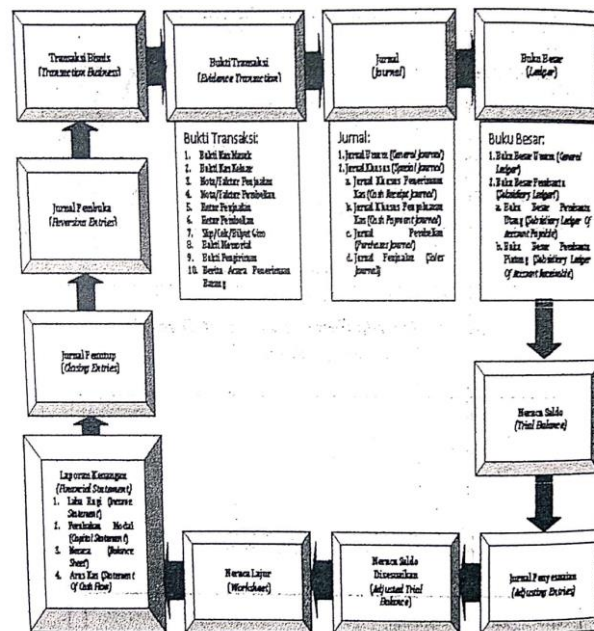 Transaksi Bisnis
(Transaction Business)
Bukti Transaksi
(Evidence Transaction)
Jurnal
(Journal)
Buku Besar
(Ledger)
Bukti Transaksi:
1. Bukti Kas Masuk
2. Bukti Kas Keluar
3. Nota/Faktur Penjualan
4. Nota/Faktur Pembelian
5. Retur Penjualan
6. Retur Pembelian
7. Slip/Cek/Bilyet Giro
8. Bukti Memorial
9. Bukti Pengiriman
10. Berita Acara Penerimaan
Barang
Jurnal:
1. Jurnal Umum (General Journal)
2. Jurnal Khusus (Special Journal)
a. Jurnal Khusus Penerimaan
Kas (Cash Receipt Journal)
b. Jurnal Khusus Pengeluaran
Kas (Cash Payment Journal)
c. Jurnal Pembelian
(Purchases Journal)
d. Jurnal Penjualan (Sales
Journal)
Buku Besar:
1. Buku Besar Umum (General
Ledger)
2. Buku Besar Pembantu
(Subsidiary Ledger)
a. Buku Besar Pembantu
Utang (Subsidiary Ledger Of
Account Payable)
b. Buku Besar Pembantu
Piutang (Subsidiary Ledger
Of Account Receivable)
Neraca Saldo
(Trial Balance)
Jurnal Penyesuaian
(Adjusting Entries)
Neraca Saldo
Disesuaikan
(Adjusted Trial
Balance)
Neraca Lajur
(Worksheet)
Laporan Keuangan
(Financial Statement)
1. Laba Rugi (Income
Statement)
2. Perubahan Modal
(Capital Statement)
3. Neraca (Balance
Sheet)
4. Arus Kas (Statement
Of Cash Flow)
Jurnal Penutup
(Closing Entries)
Jurnal Pembuka
(Reversing Entries)